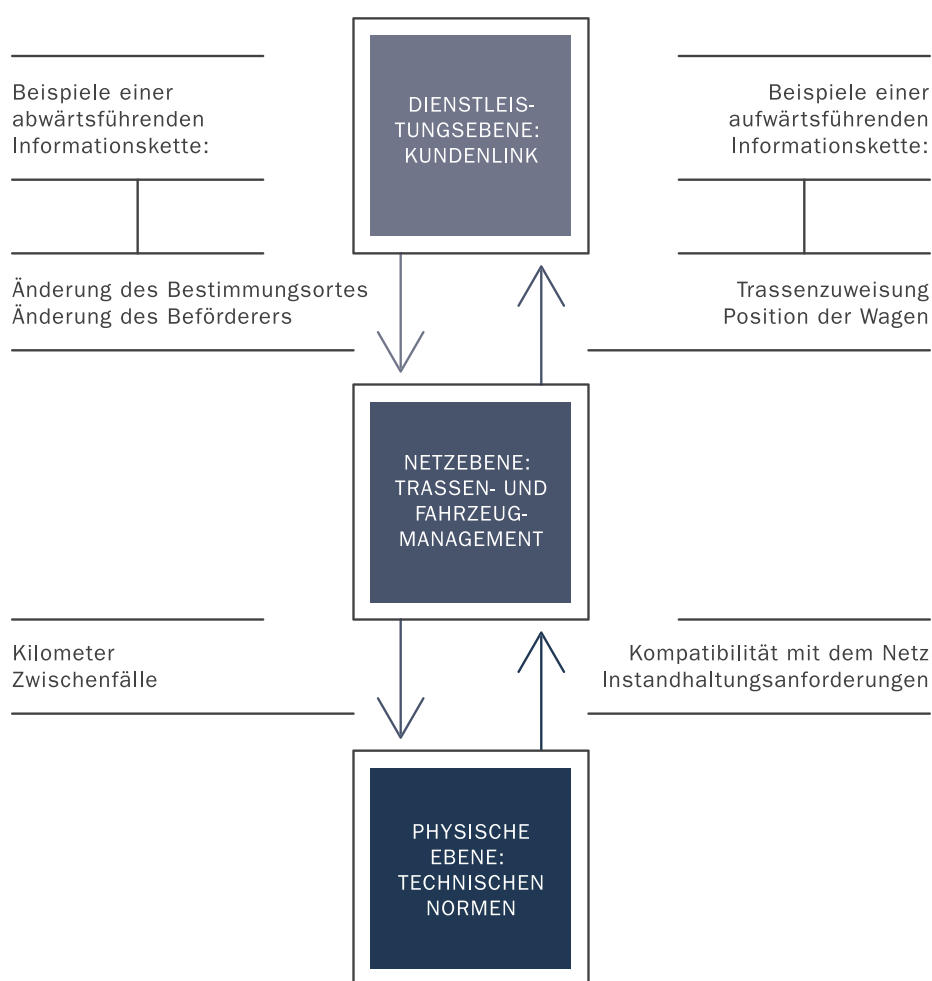 Beispiele einer
abwärtsführenden
Informationskette:
DIENSTLEIS-
TUNGSEBENE:
KUNDENLINK
Beispiele einer
aufwärtsführenden
Informationskette:
Änderung des Bestimmungsortes
Änderung des Beförderers
Trassenzuweisung
Position der Wagen
NETZEBENE:
TRASSEN- UND
FAHRZEUG-
MANAGEMENT
Kilometer
Zwischenfälle
Kompatibilität mit dem Netz
Instandhaltungsanforderungen
PHYSISCHE
EBENE:
TECHNISCHEN
NORMEN